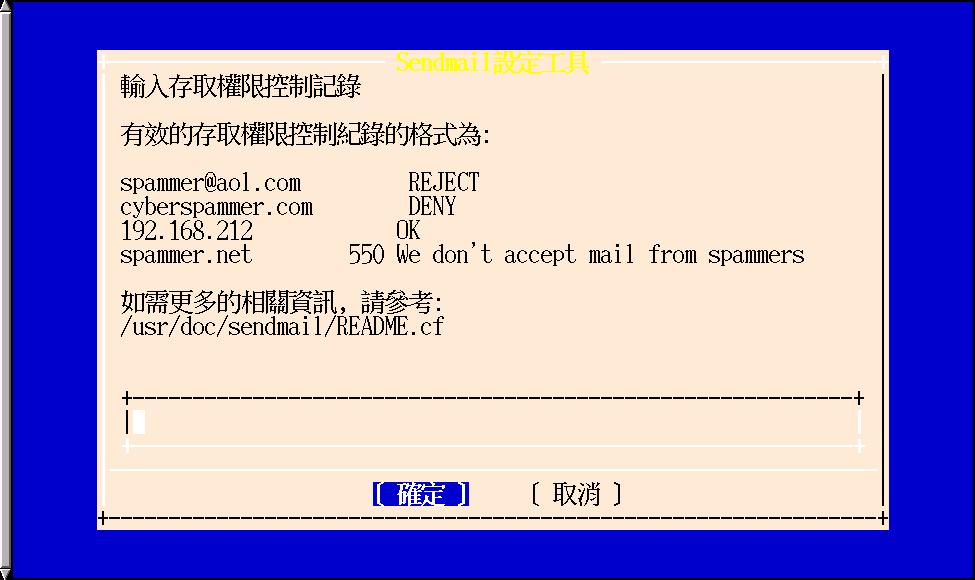 Sendmail設定工具
輸入存取權限控制記錄
有效的存取權限控制紀錄的格式為:
spammer@aol.com REJECT
cyberspammer.com DENY
192.168.212 OK
spammer.net 550 We don't accept mail from spammers
如需更多的相關資訊, 請參考:
/usr/doc/sendmail/README.cf
[ 確定 ] [ 取消 ]